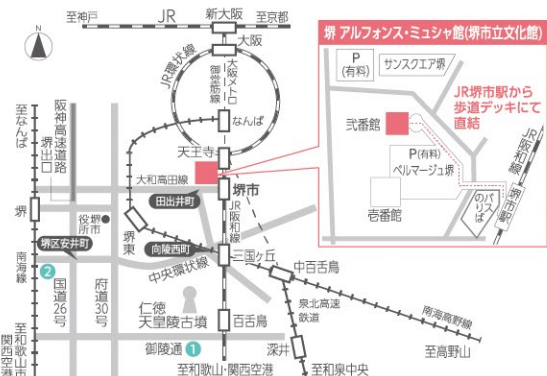 至神戸
JR
新大阪
至京都
N
大阪
JR環状線
大阪メトロ
御堂筋線
なんば
天王寺
至なんば
阪神高速道路
堺出口
大和高田線
堺市
田出井町
JR阪和線
堺
堺市役所
堺東
向陵西町
堺区安井町
三国ヶ丘
中央環状線
中百舌鳥
南海線
2
国道26号
府道30号
仁徳
天皇陵古墳
百舌鳥
泉北高速
鉄道
南海高野線
至高野山
御陵通
1
深井
至和歌山市
関西空港
至和歌山・関西空港
至和泉中央
堺 アルフォンス・ミュシャ館(堺市立文化館)
P
(有料)
サンスクエア堺
JR堺市駅から
歩道デッキにて
直結
弐番館
P(有料)
ベルマージュ堺
壱番館
JR阪和線
堺市駅
バス
のりば